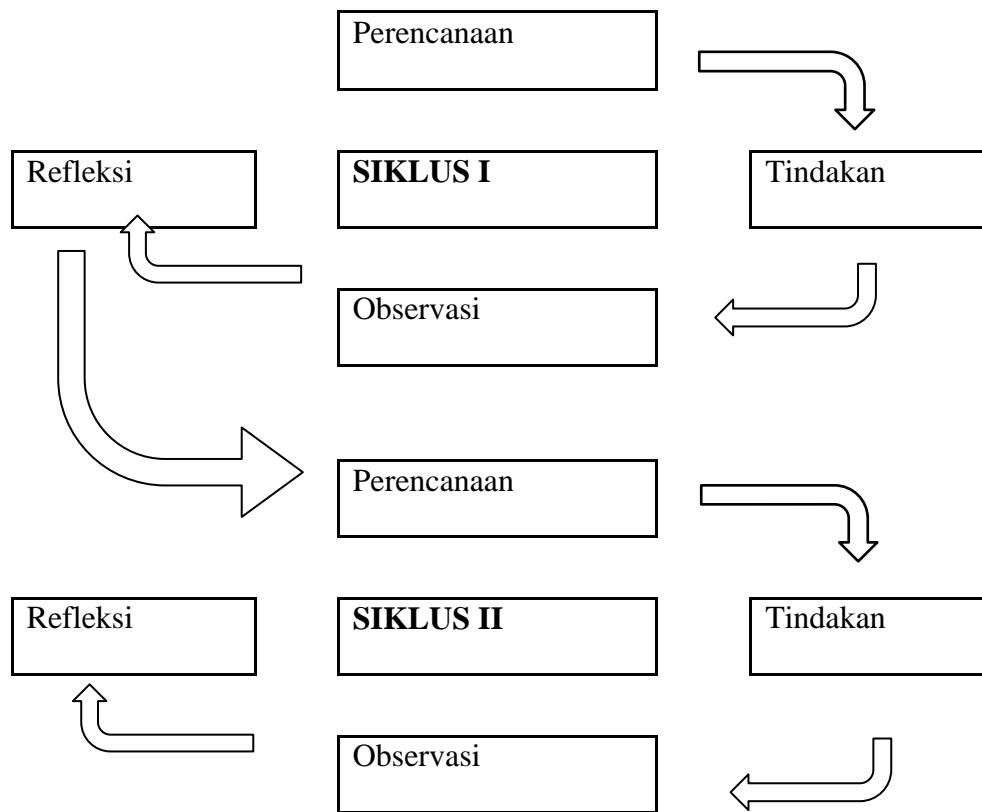 Perencanaan
Refleksi
SIKLUS I
Tindakan
Observasi
Perencanaan
Refleksi
SIKLUS II
Tindakan
Observasi